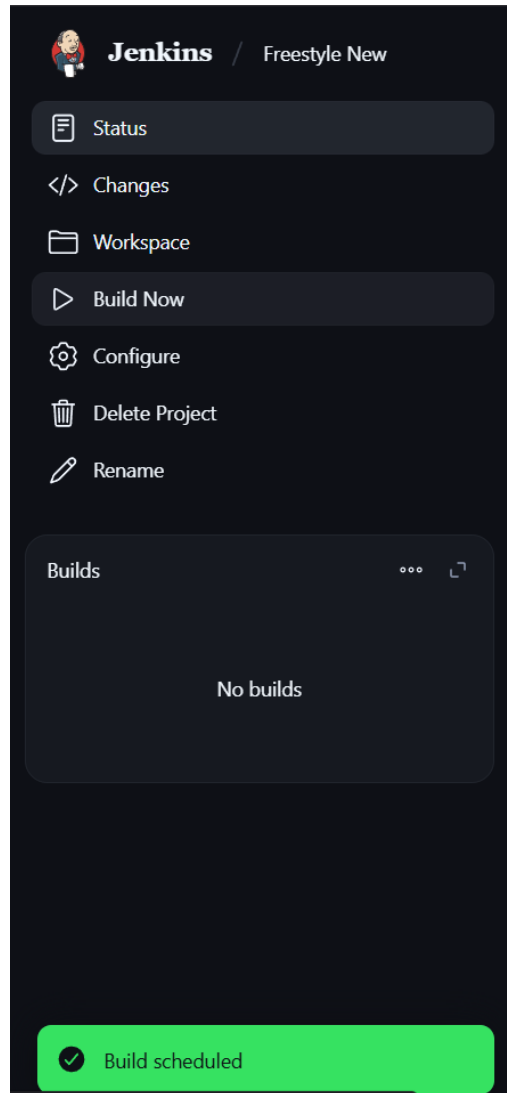 Jenkins / Freestyle New
Status
Changes
Workspace
Build Now
Configure
Delete Project
Rename
Builds
No builds
Build scheduled